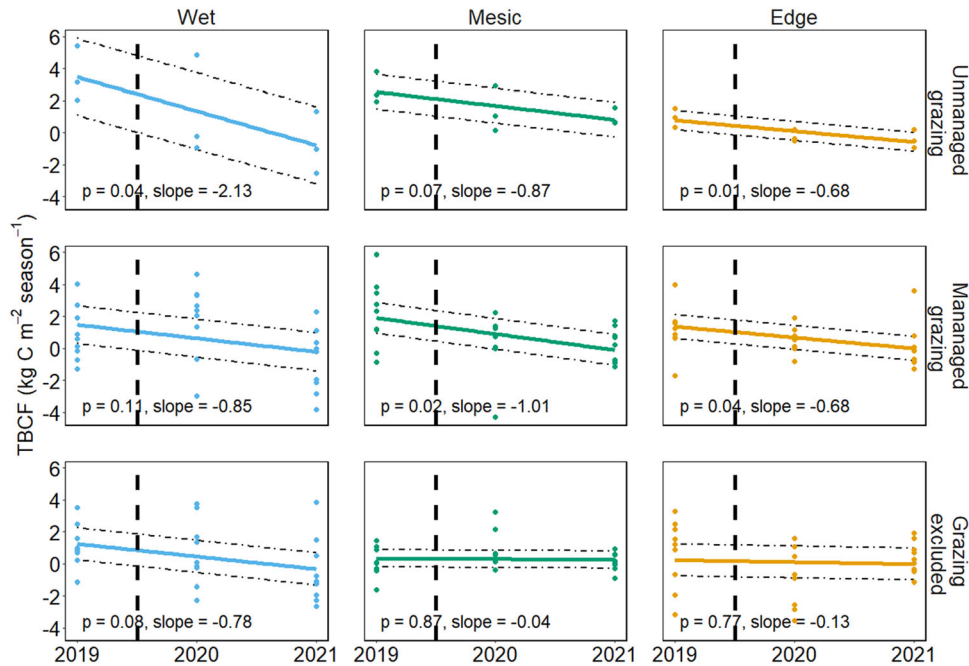 Wet Mesic Edge
6
4
2
0
-2
-4
p = 0.04, slope = -2.13
p = 0.07, slope = -0.87
p = 0.01, slope = -0.68
Unmanaged
grazing
TBCF (kg C m⁻² season⁻¹)
6
4
2
0
-2
-4
p = 0.11, slope = -0.85
p = 0.02, slope = -1.01
p = 0.04, slope = -0.68
Mananaged
grazing
6
4
2
0
-2
-4
p = 0.08, slope = -0.78
p = 0.87, slope = -0.04
p = 0.77, slope = -0.13
Grazing
excluded
2019 2020 2021 2019 2020 2021 2019 2020 2021